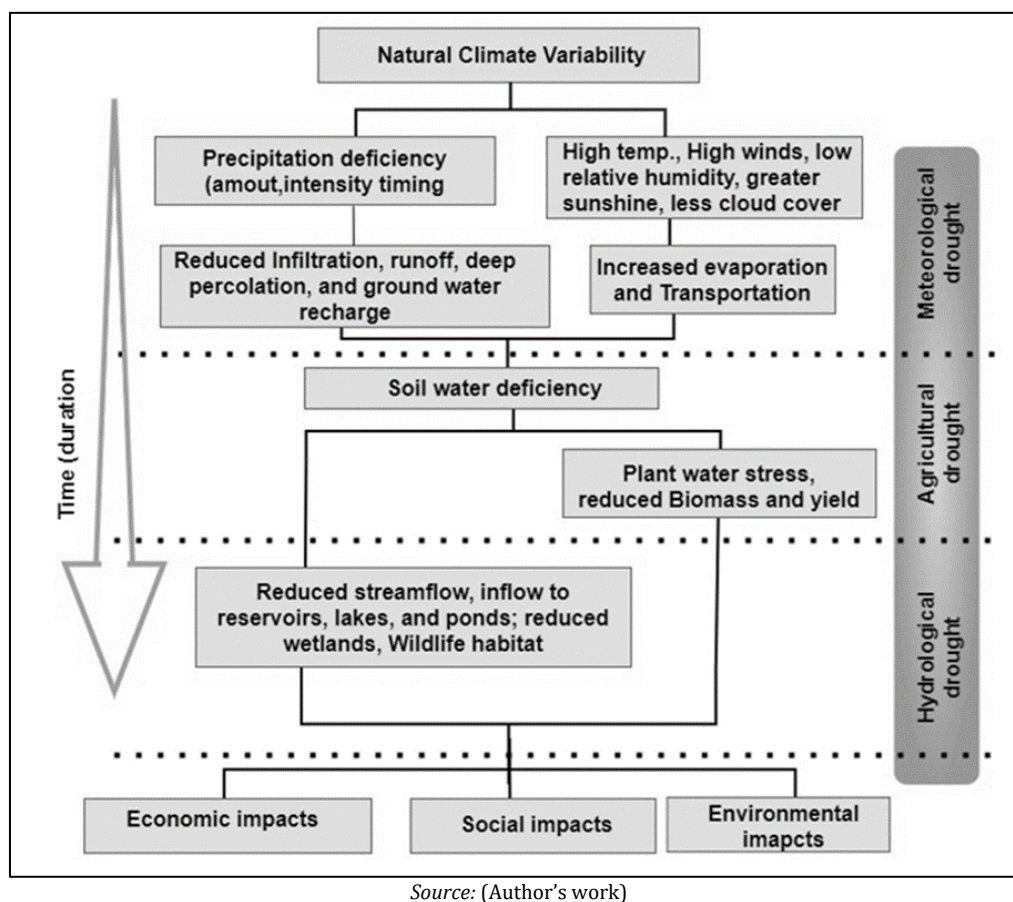 Natural Climate Variability
Precipitation deficiency
(amout,intensity timing
High temp., High winds, low
relative humidity, greater
sunshine, less cloud cover
Reduced Infiltration, runoff, deep
percolation, and ground water
recharge
Increased evaporation
and Transportation
Meteorological
drought
Soil water deficiency
Time (duration
Plant water stress,
reduced Biomass and yield
Agricultural
drought
Reduced streamflow, inflow to
reservoirs, lakes, and ponds; reduced
wetlands, Wildlife habitat
Hydrological
drought
Economic impacts
Social impacts
Environmental
imapcts
Source: (Author's work)